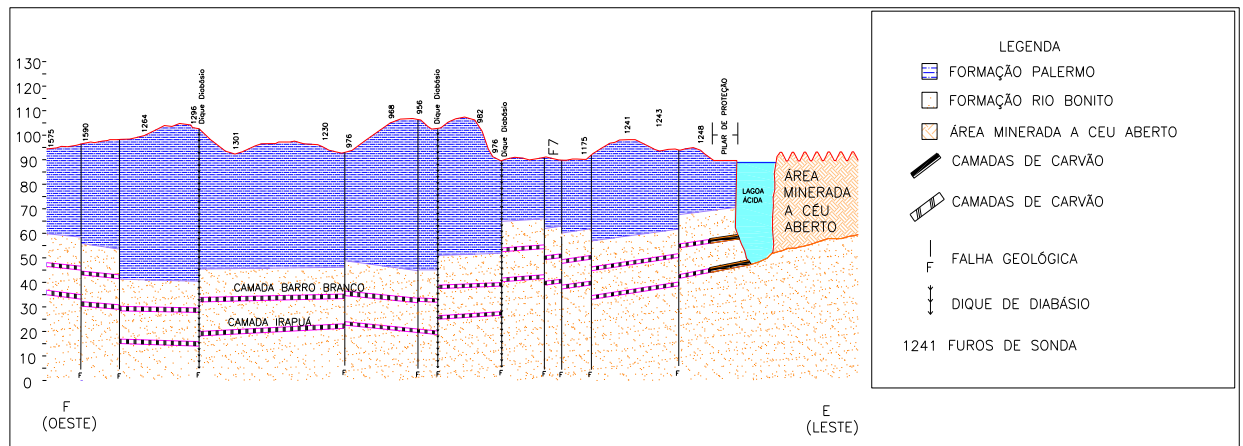 130
120
110
100
90
80
70
60
50
40
30
20
10
0
1575
1590
1264
1296
Dique Diabásio
1301
1230
976
968
956
Dique Diabásio
982
976
Dique Diabásio
F7
1175
1241
1243
1248
PILAR DE PROTEÇÃO
LAGOA
ÁCIDA
ÁREA
MINERADA
A CÉU
ABERTO
CAMADA BARRO BRANCO
CAMADA IRAPUÁ
F F F F F F F F F F F
F
(OESTE)
E
(LESTE)
LEGENDA
FORMAÇÃO PALERMO
FORMAÇÃO RIO BONITO
ÁREA MINERADA A CEU ABERTO
CAMADAS DE CARVÃO
CAMADAS DE CARVÃO
F
FALHA GEOLÓGICA
DIQUE DE DIABÁSIO
1241 FUROS DE SONDA